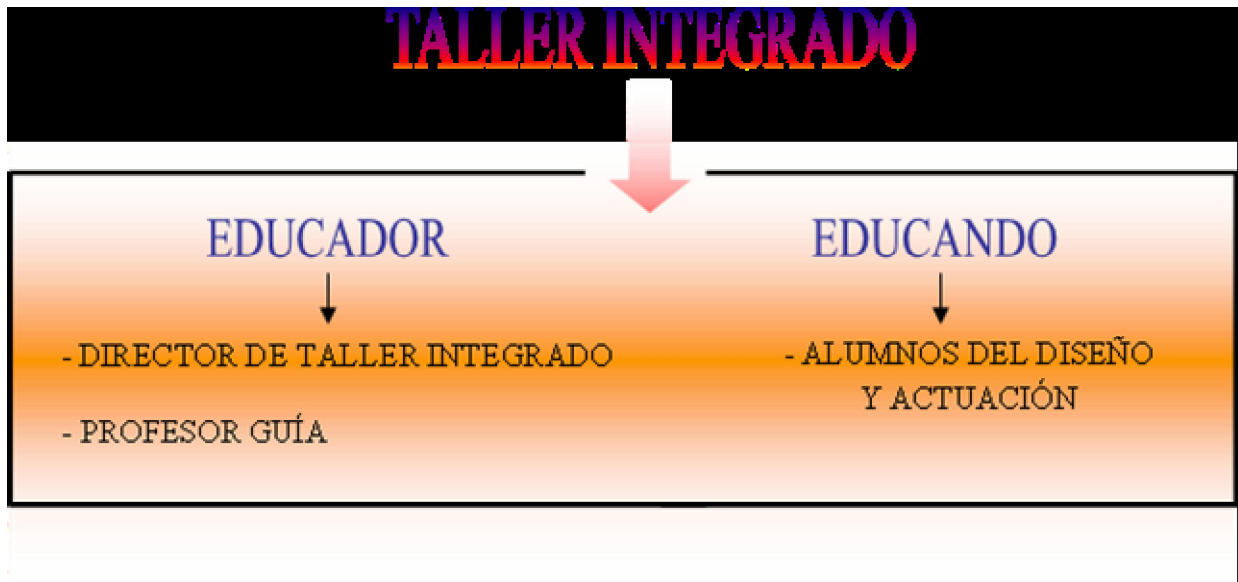 TALLER INTEGRADO
EDUCADOR
- DIRECTOR DE TALLER INTEGRADO
- PROFESOR GUÍA
EDUCANDO
- ALUMNOS DEL DISEÑO
Y ACTUACIÓN